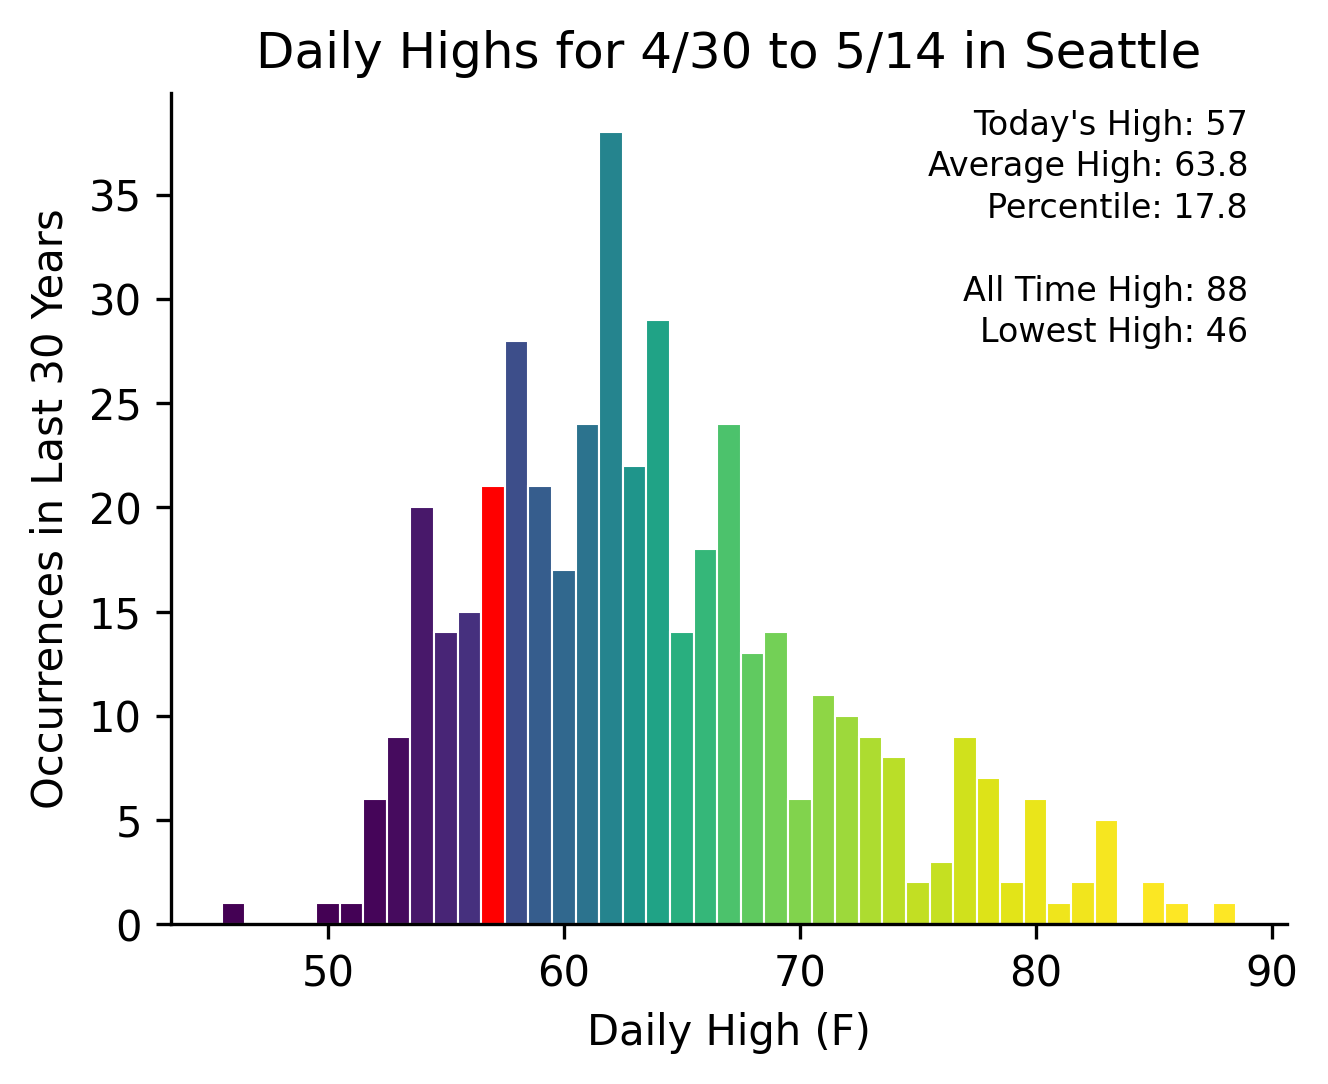 Daily Highs for 4/30 to 5/14 in Seattle
Today's High: 57
Average High: 63.8
Percentile: 17.8
All Time High: 88
Lowest High: 46
Occurrences in Last 30 Years
35
30
25
20
15
10
5
0
50 60 70 80 90
Daily High (F)